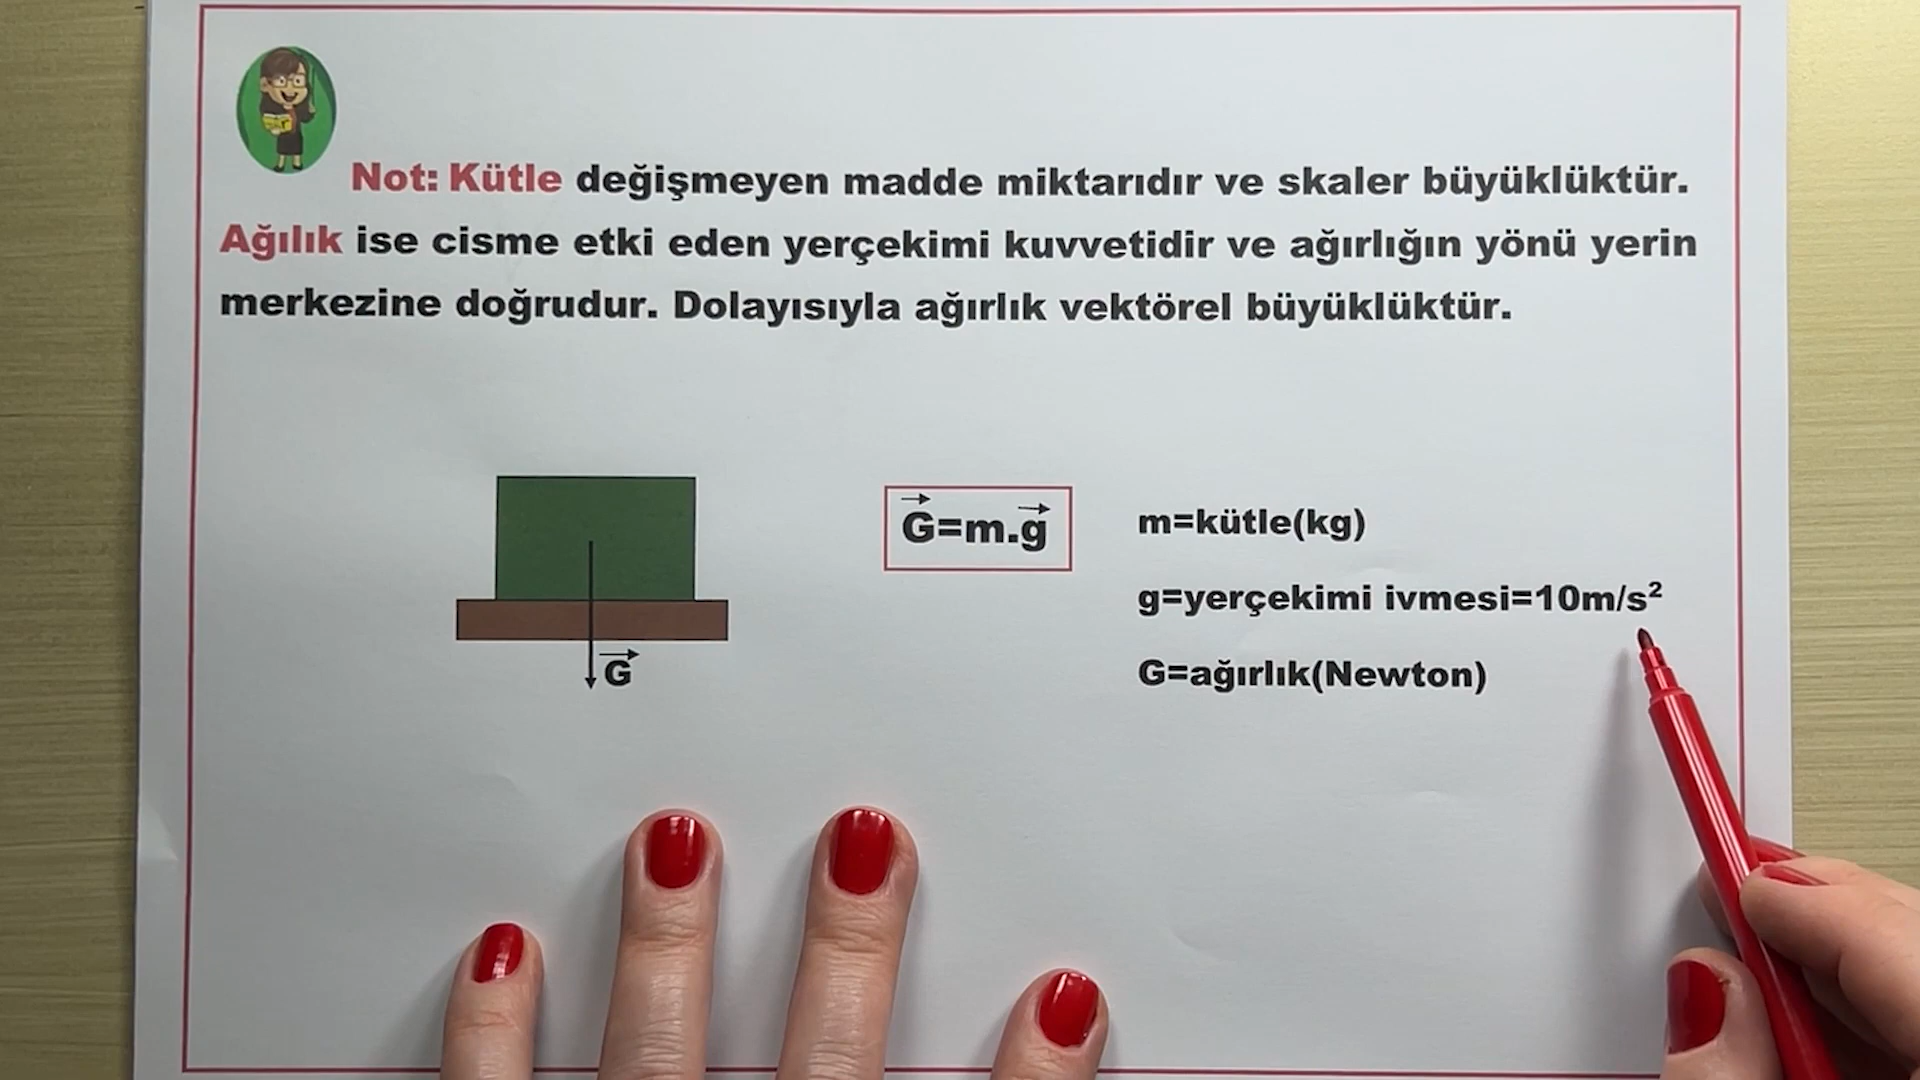 Not: Kütle değişmeyen madde miktarıdır ve skaler büyüklüktür.
Ağılık ise cisme etki eden yerçekimi kuvvetidir ve ağırlığın yönü yerin
merkezine doğrudur. Dolayısıyla ağırlık vektörel büyüklüktür.
G=m.g
m=kütle(kg)
g=yerçekimi ivmesi=10m/s²
G=ağırlık(Newton)
G